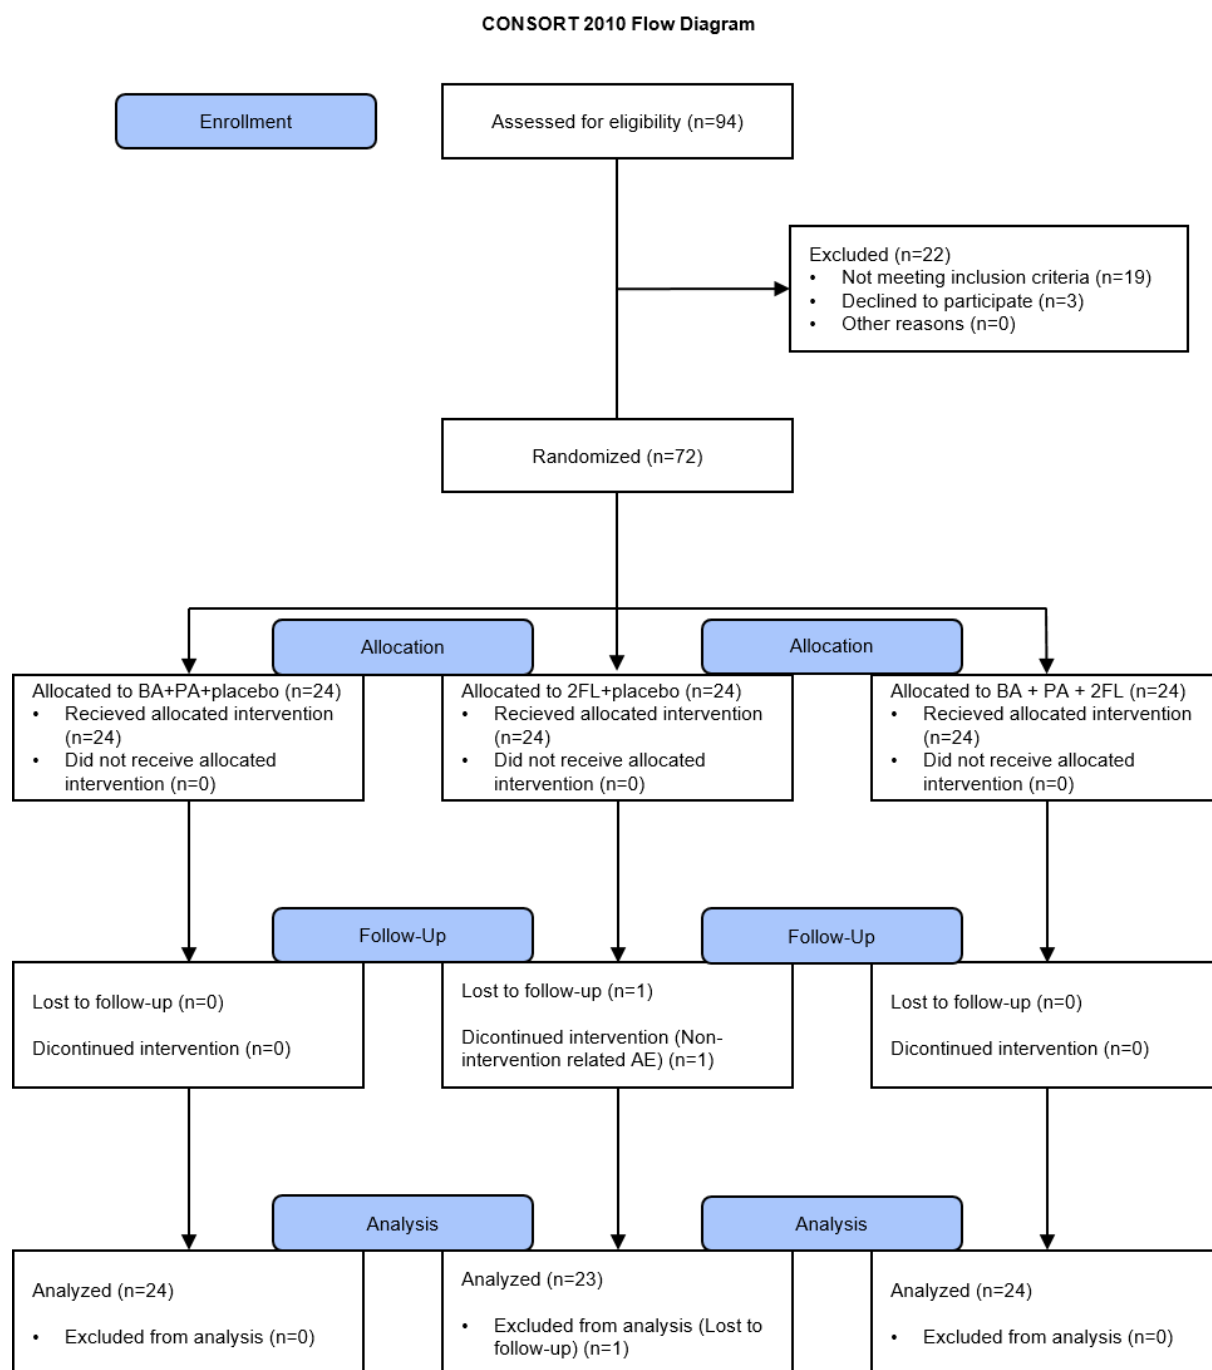 CONSORT 2010 Flow Diagram
Enrollment
Assessed for eligibility (n=94)
Excluded (n=22)
• Not meeting inclusion criteria (n=19)
• Declined to participate (n=3)
• Other reasons (n=0)
Randomized (n=72)
Allocation
Allocation
Allocated to BA+PA+placebo (n=24)
• Recieved allocated intervention
(n=24)
• Did not receive allocated
intervention (n=0)
Allocated to 2FL+placebo (n=24)
• Recieved allocated intervention
(n=24)
• Did not receive allocated
intervention (n=0)
Allocated to BA + PA + 2FL (n=24)
• Recieved allocated intervention
(n=24)
• Did not receive allocated
intervention (n=0)
Follow-Up
Follow-Up
Lost to follow-up (n=0)
Dicontinued intervention (n=0)
Lost to follow-up (n=1)
Dicontinued intervention (Non-
intervention related AE) (n=1)
Lost to follow-up (n=0)
Dicontinued intervention (n=0)
Analysis
Analysis
Analyzed (n=24)
• Excluded from analysis (n=0)
Analyzed (n=23)
• Excluded from analysis (Lost to
follow-up) (n=1)
Analyzed (n=24)
• Excluded from analysis (n=0)